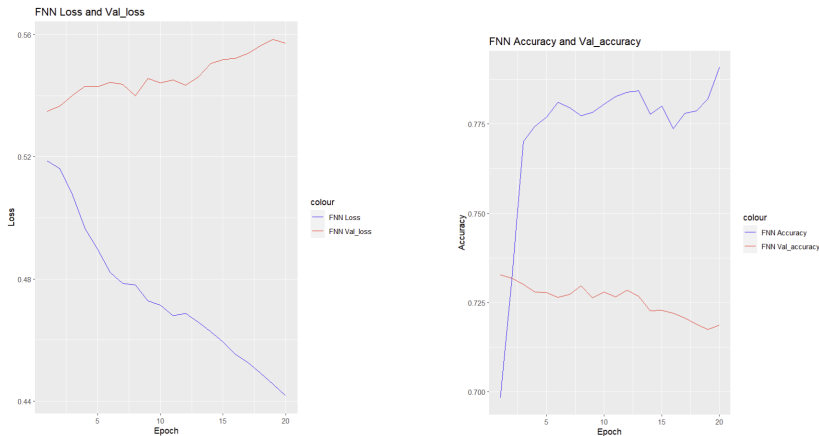 FNN Loss and Val_loss
0.56
0.52
0.48
0.44
Loss
5
10
15
20
Epoch
colour
FNN Loss
FNN Val_loss
FNN Accuracy and Val_accuracy
0.775
0.750
0.725
0.700
Accuracy
5
10
15
20
Epoch
colour
FNN Accuracy
FNN Val_accuracy